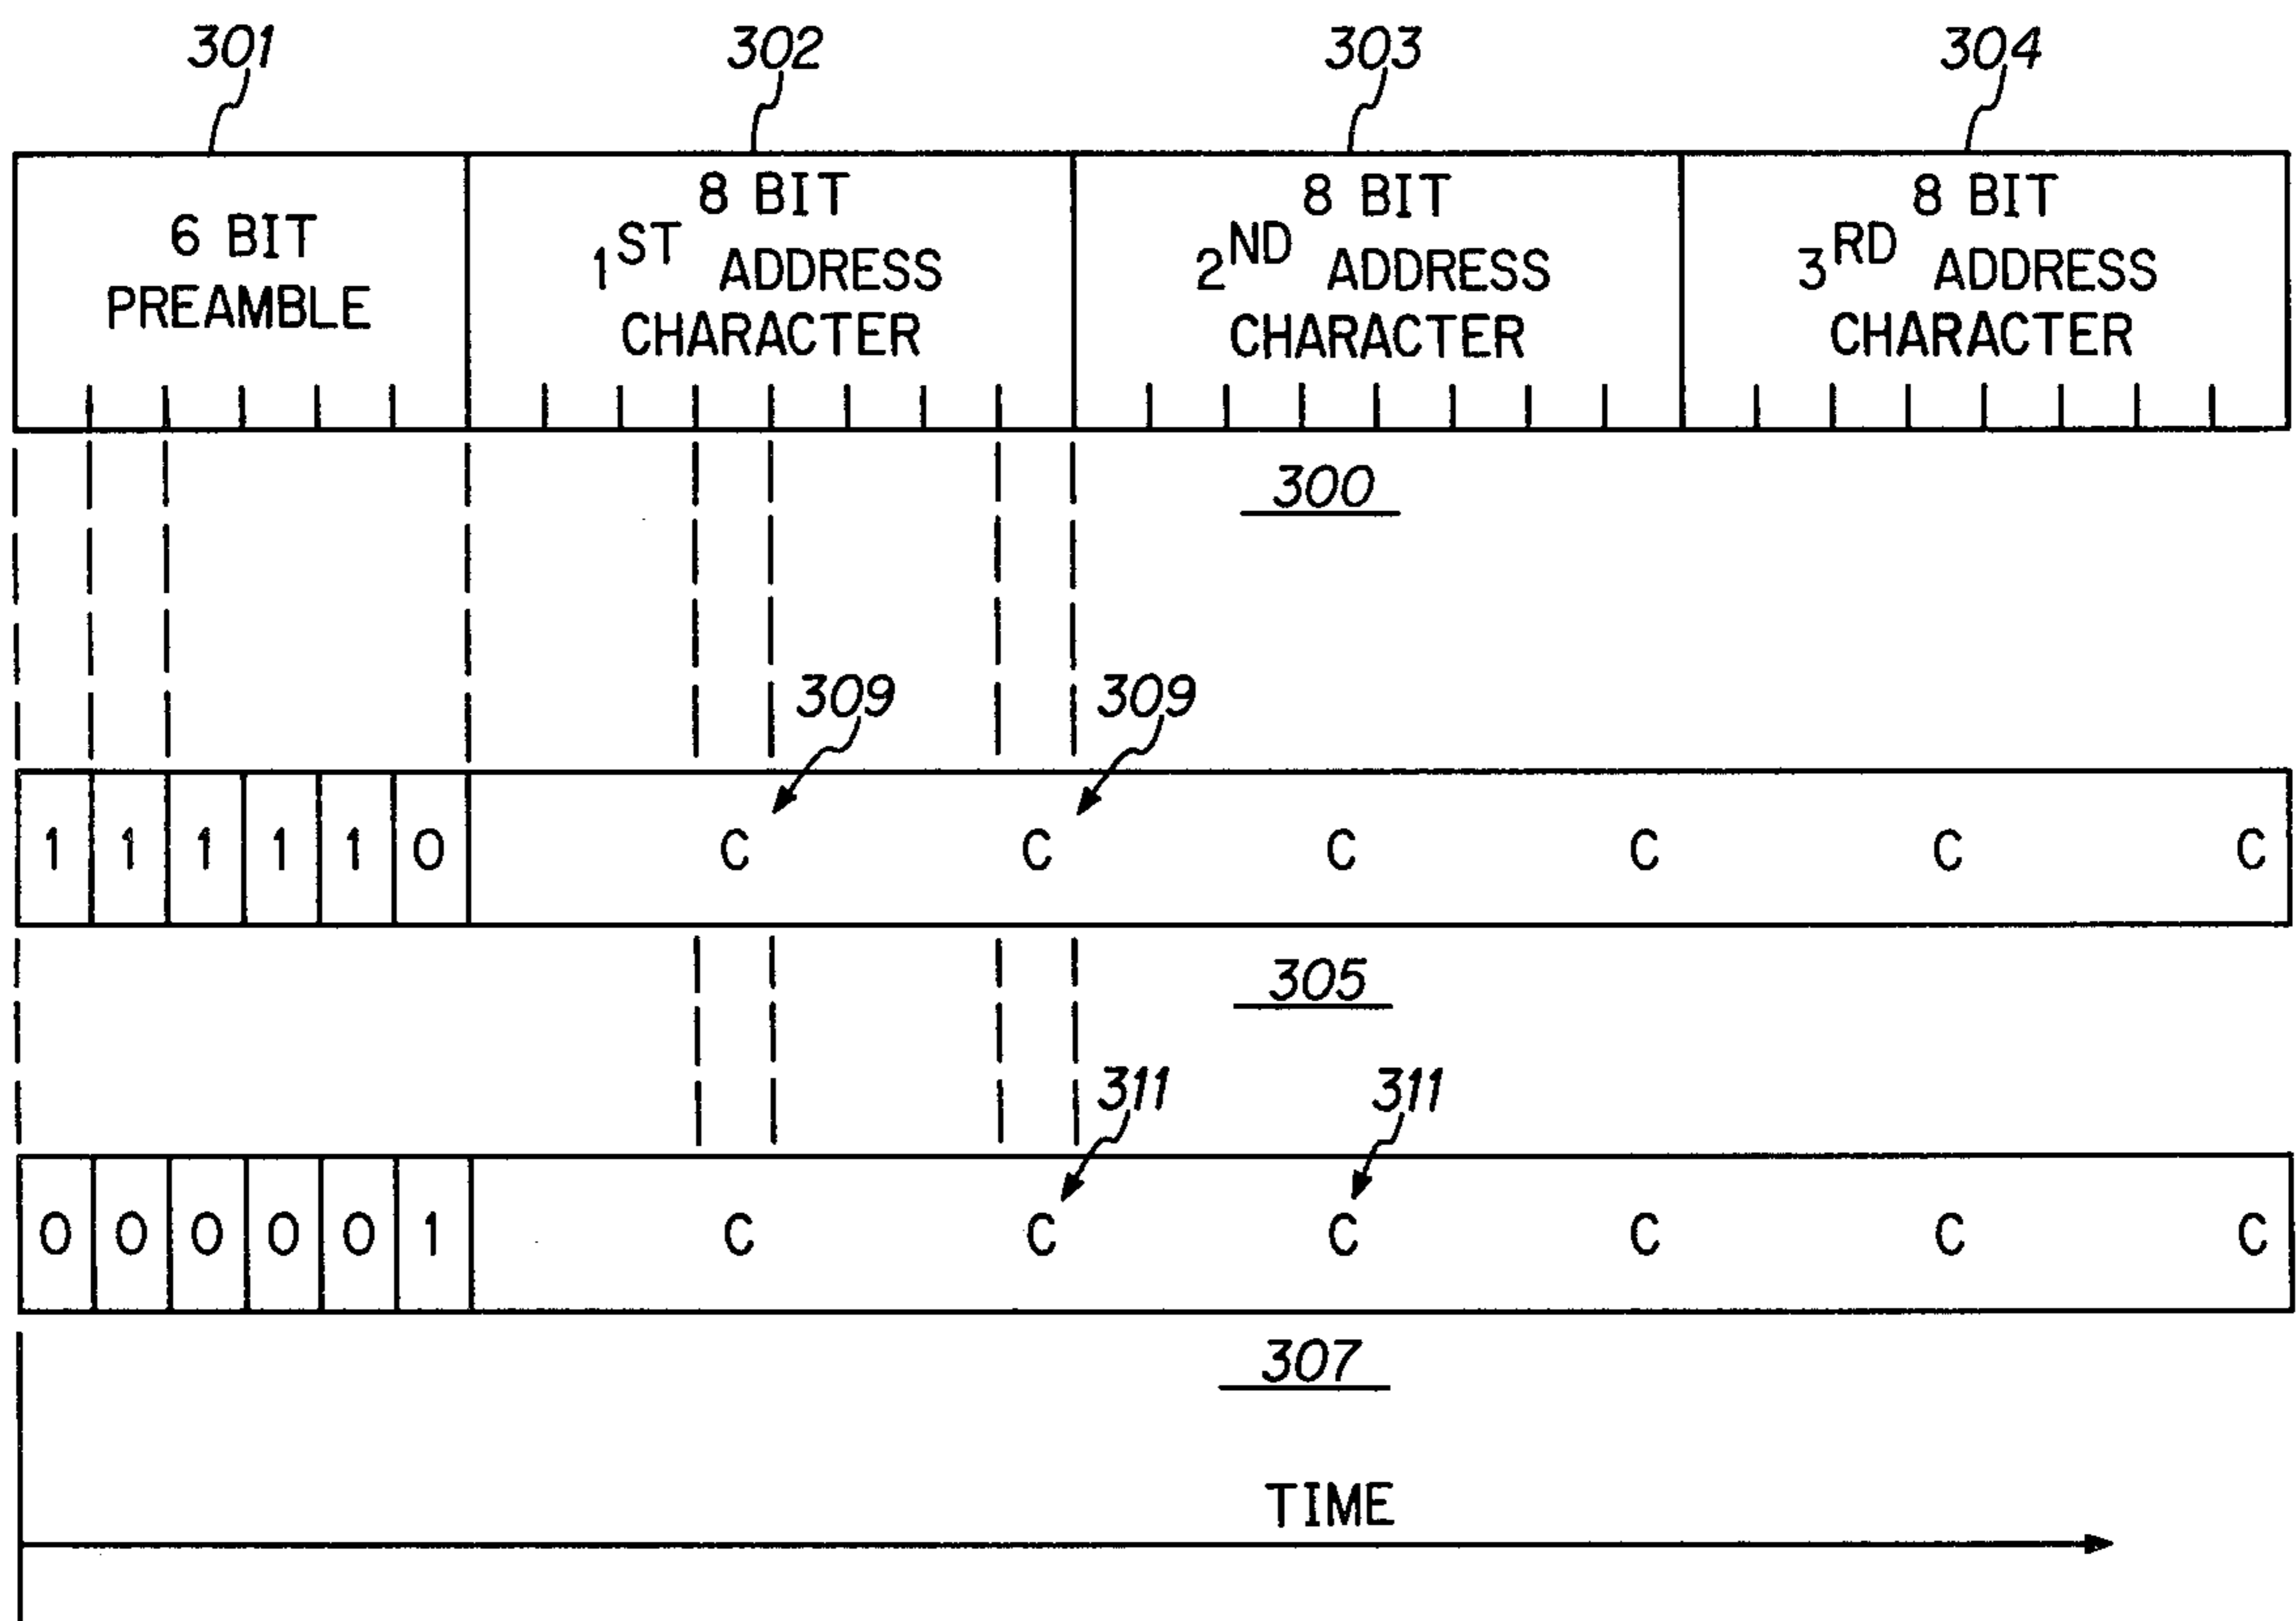 301 302 303 304
6 BIT
PREAMBLE
8 BIT
1ST ADDRESS
CHARACTER
8 BIT
2ND ADDRESS
CHARACTER
8 BIT
3RD ADDRESS
CHARACTER
300
309 309
1 1 1 1 1 0 C C C C C C
305
311 311
0 0 0 0 0 1 C C C C C C
307
TIME